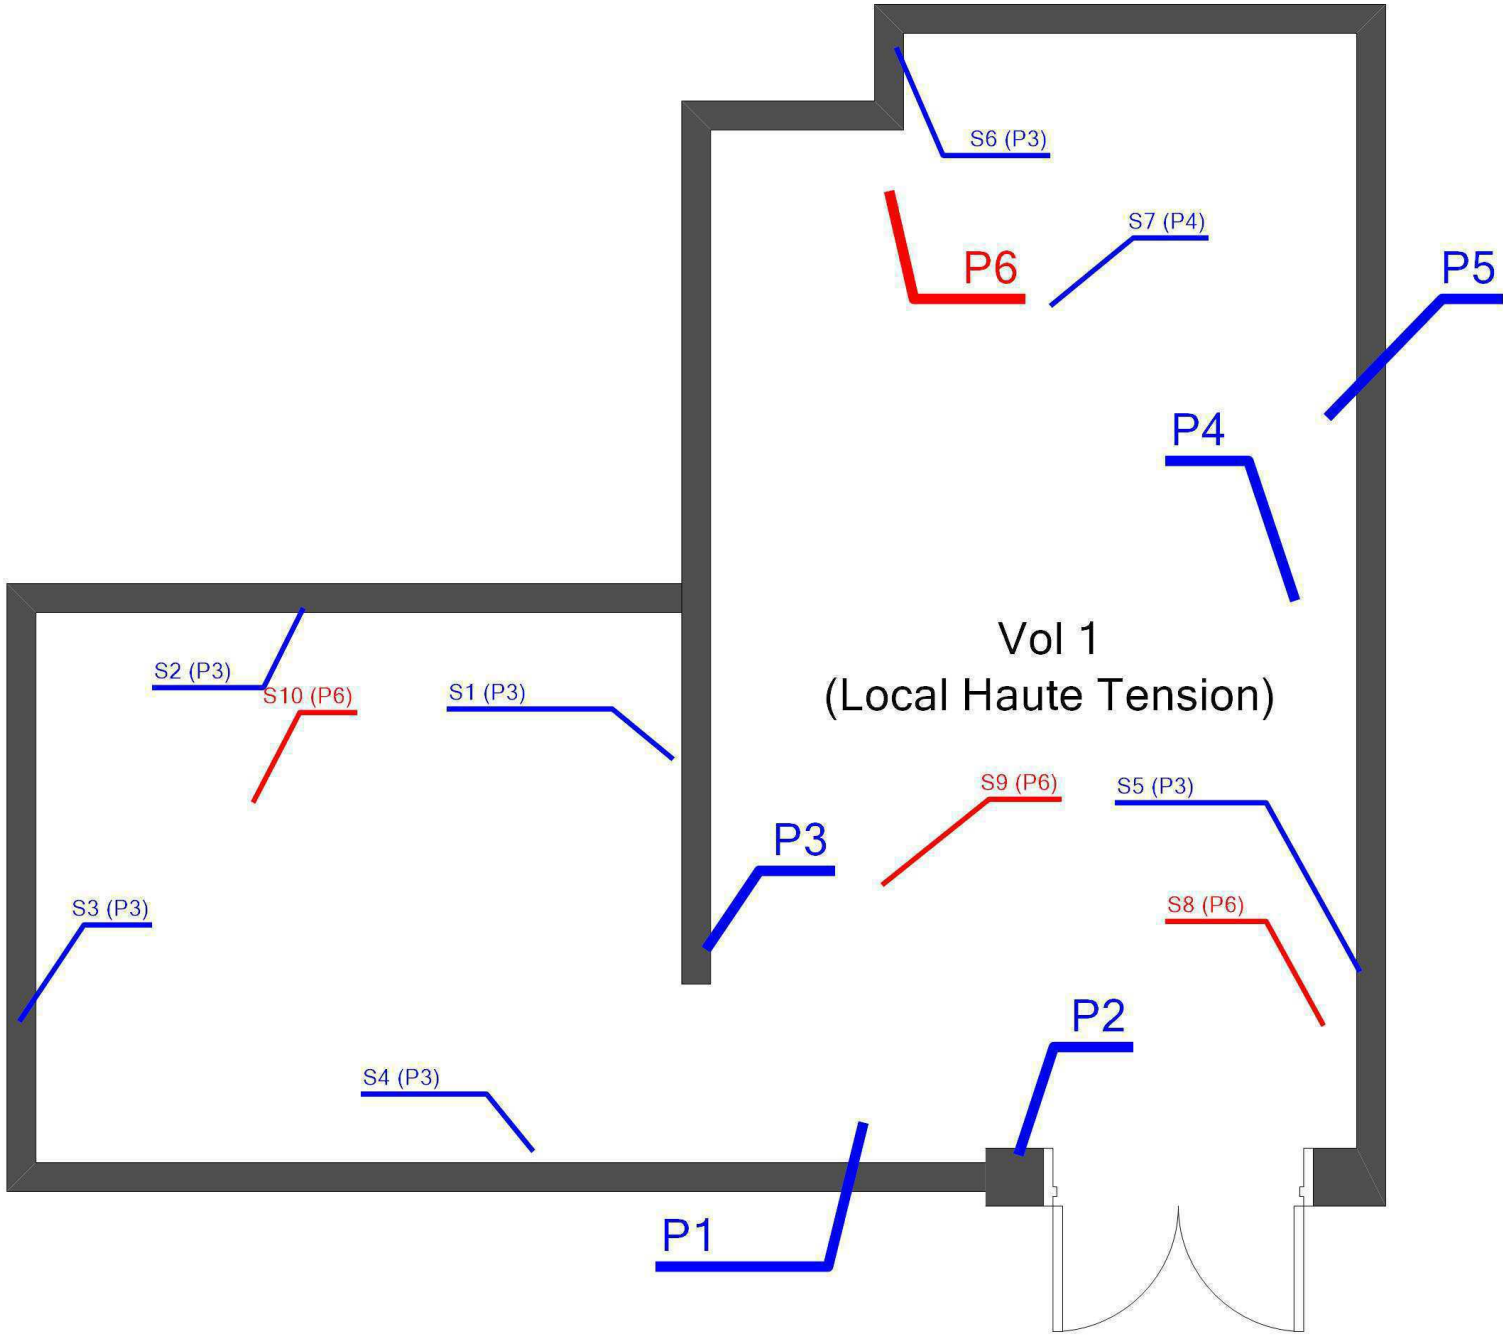 S6 (P3)
S7 (P4)
P6
P5
P4
Vol 1
(Local Haute Tension)
S2 (P3)
S10 (P6)
S1 (P3)
S9 (P6)
S5 (P3)
P3
S8 (P6)
S3 (P3)
P2
S4 (P3)
P1